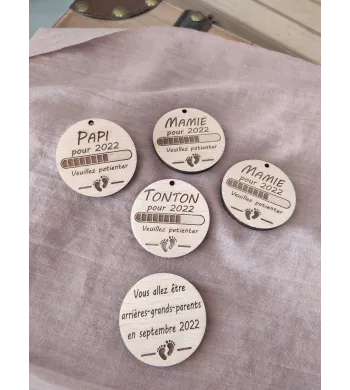 PAPI
pour 2022
Veuillez patienter
MAMIE
pour 2022
Veuillez patienter
TONTON
pour 2022
Veuillez patienter
MAMIE
pour 2022
Veuillez patienter
Vous allez être
arrières-grands-parents
en septembre 2022